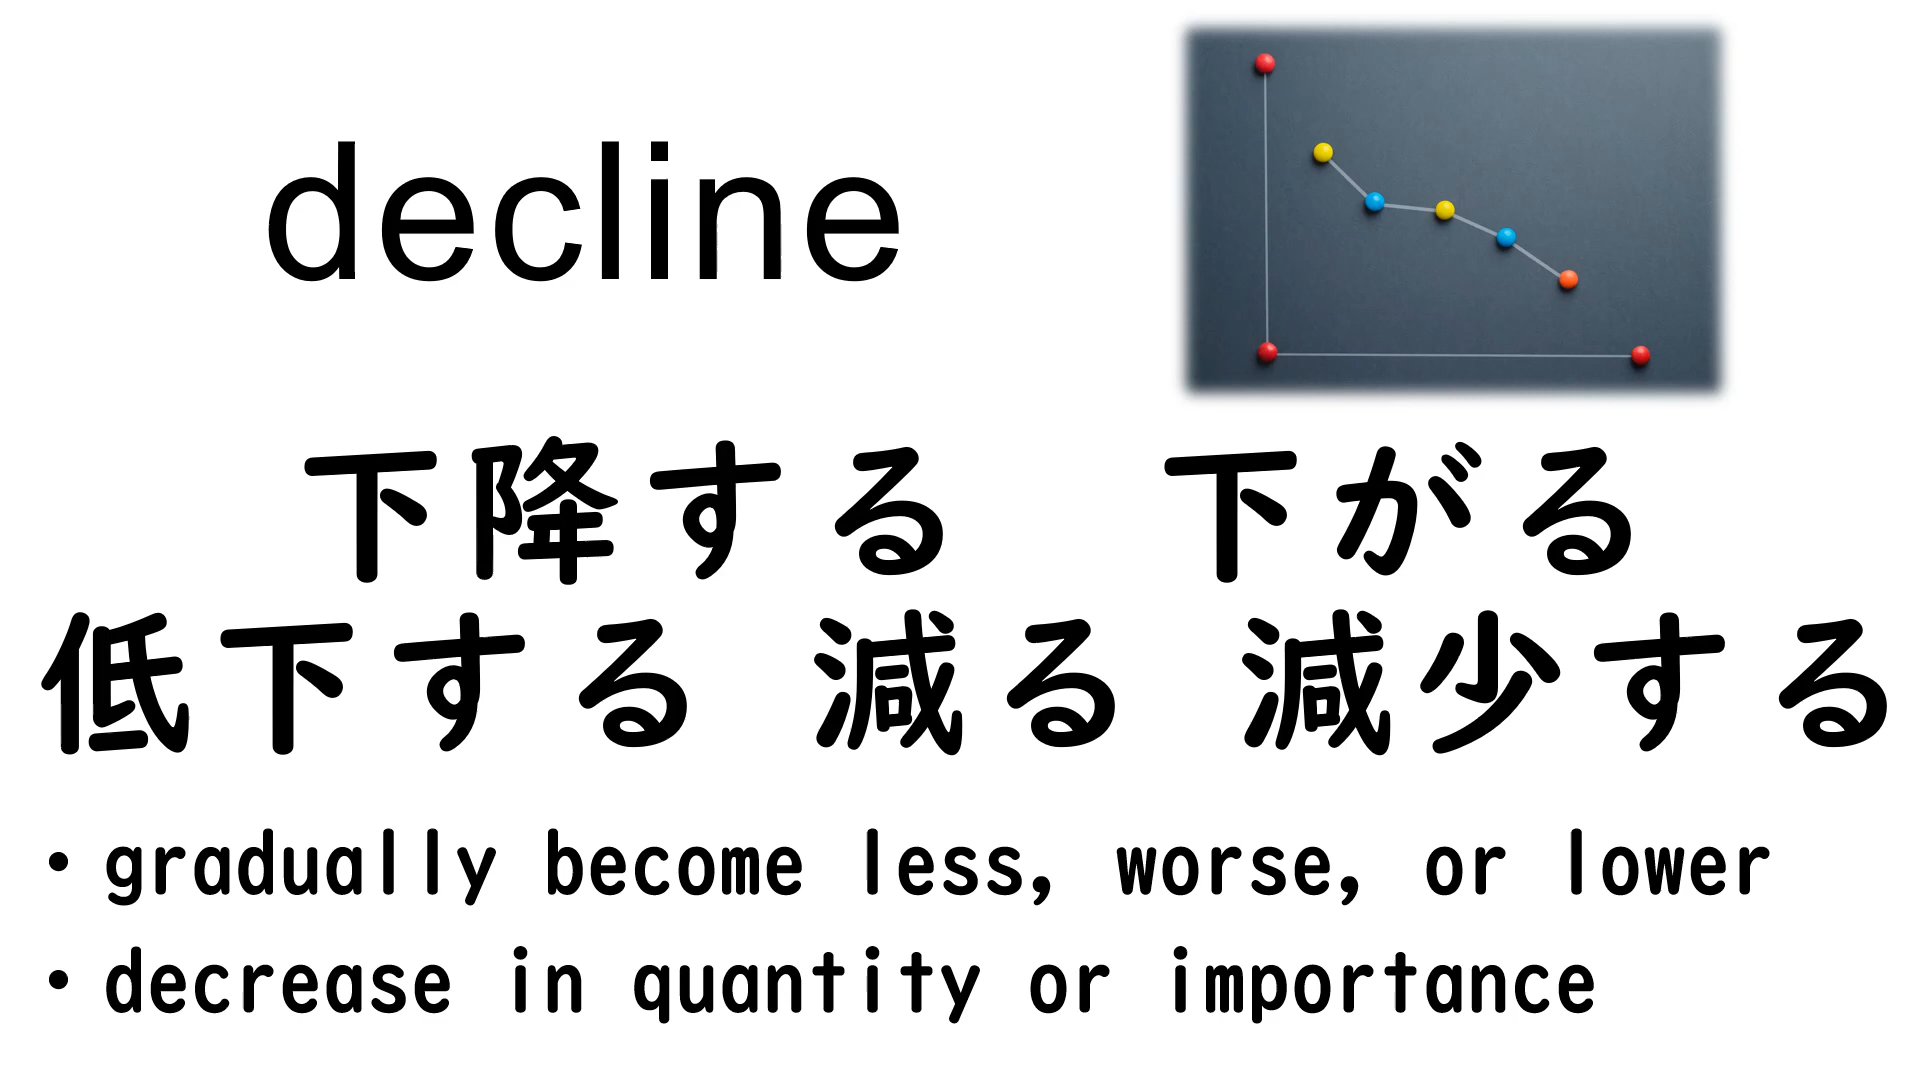 decline
下降する　下がる
低下する 減る 減少する
・gradually become less, worse, or lower
・decrease in quantity or importance